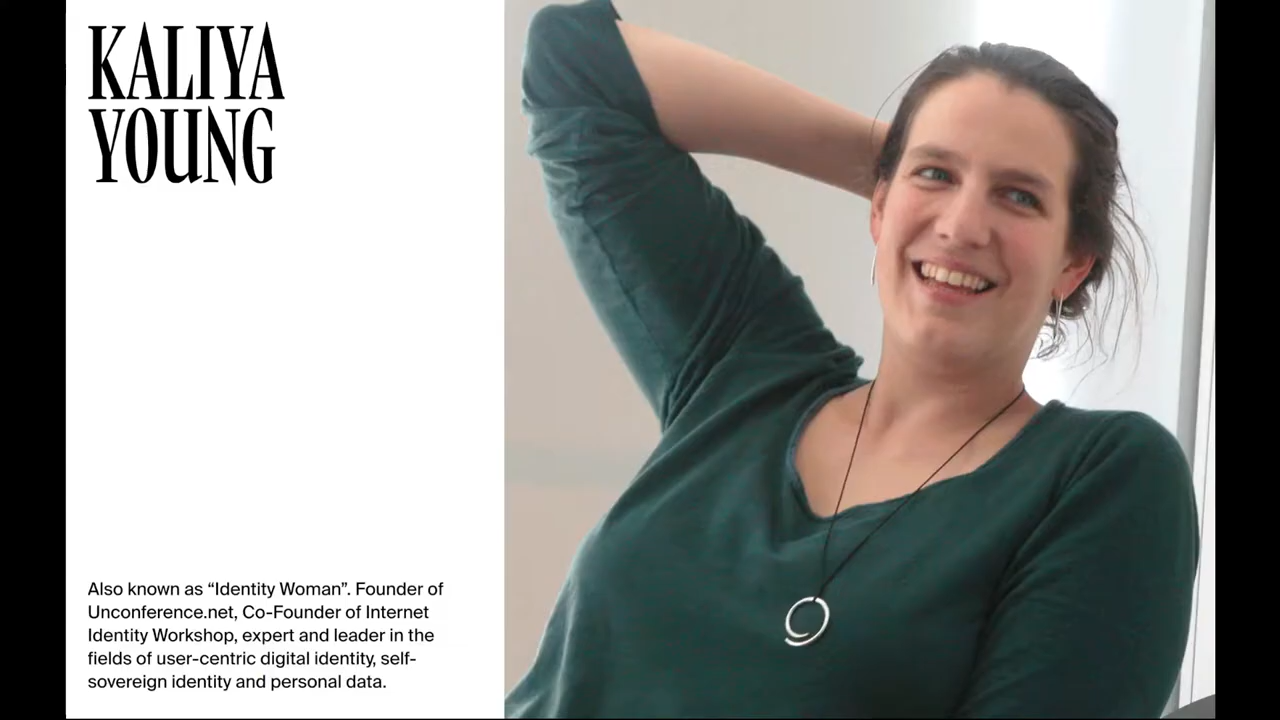 KALIYA
YOUNG
Also known as “Identity Woman”. Founder of
Unconference.net, Co-Founder of Internet
Identity Workshop, expert and leader in the
fields of user-centric digital identity, self-
sovereign identity and personal data.